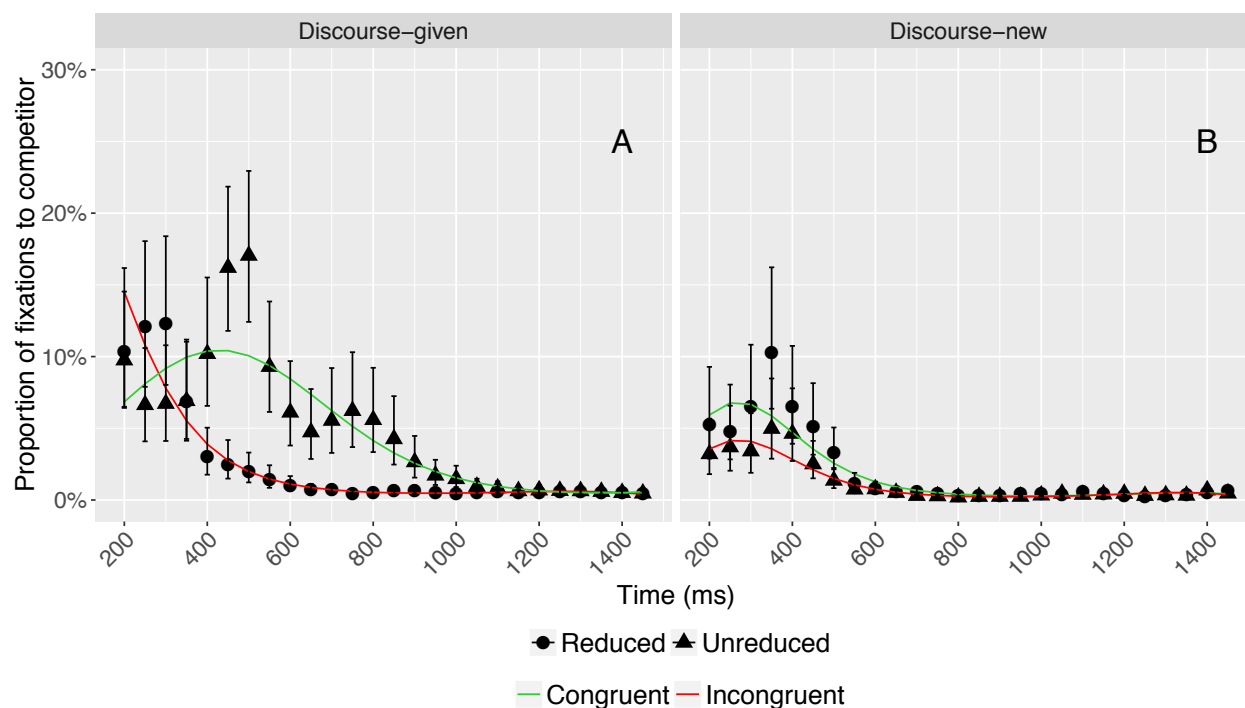 Discourse−given
Discourse−new
Proportion of fixations to competitor
30%
20%
10%
0%
A
B
200 400 600 800 1000 1200 1400
200 400 600 800 1000 1200 1400
Time (ms)
Reduced Unreduced
Congruent Incongruent